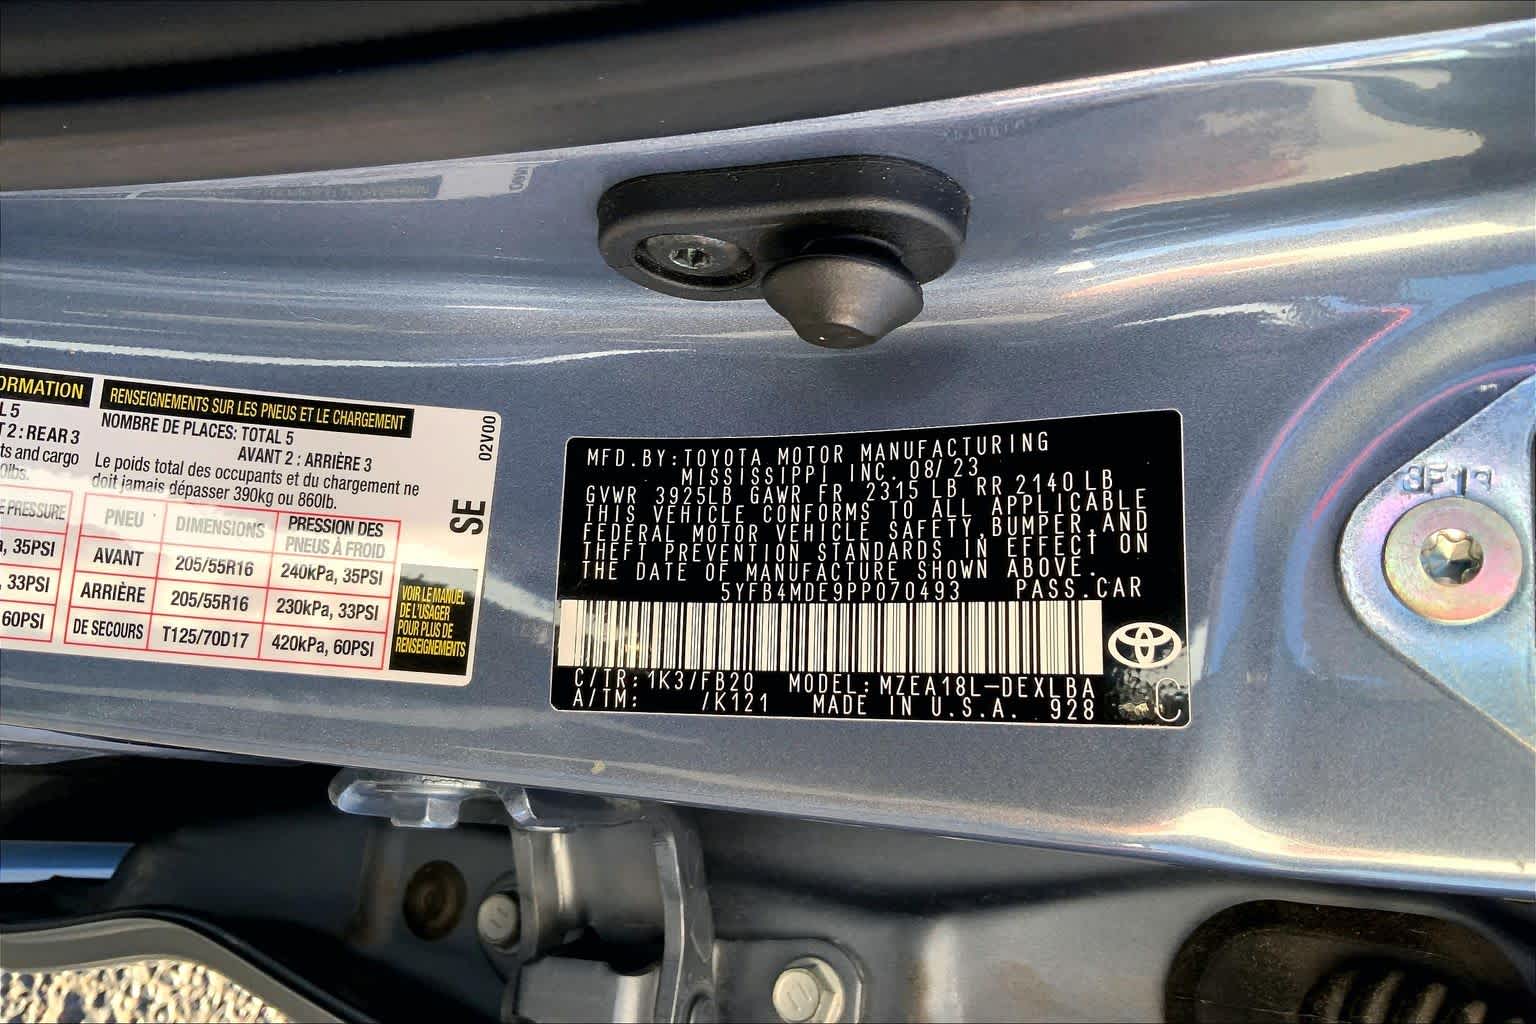 ORMATION
L 5
T 2 : REAR 3
ts and cargo
0lbs.
E PRESSURE
a, 35PSI
, 33PSI
60PSI
RENSEIGNEMENTS SUR LES PNEUS ET LE CHARGEMENT
NOMBRE DE PLACES: TOTAL 5
AVANT 2 : ARRIÈRE 3
Le poids total des occupants et du chargement ne
doit jamais dépasser 390kg ou 860lb.
PNEU DIMENSIONS PRESSION DES PNEUS À FROID
AVANT 205/55R16 240kPa, 35PSI
ARRIÈRE 205/55R16 230kPa, 33PSI
DE SECOURS T125/70D17 420kPa, 60PSI
02V00
SE
VOIR LE MANUEL
DE L'USAGER
POUR PLUS DE
RENSEIGNEMENTS
MFD.BY:TOYOTA MOTOR MANUFACTURING
MISSISSIPPI INC. 08/23
GVWR 3925LB GAWR FR 2315 LB RR 2140 LB
THIS VEHICLE CONFORMS TO ALL APPLICABLE
FEDERAL MOTOR VEHICLE SAFETY,BUMPER,AND
THEFT PREVENTION STANDARDS IN EFFECT ON
THE DATE OF MANUFACTURE SHOWN ABOVE.
5YFB4MDE9PP070493 PASS.CAR
C/TR: 1K3/FB20 MODEL: MZEA18L-DEXLBA
A/TM: /K121 MADE IN U.S.A. 928
C